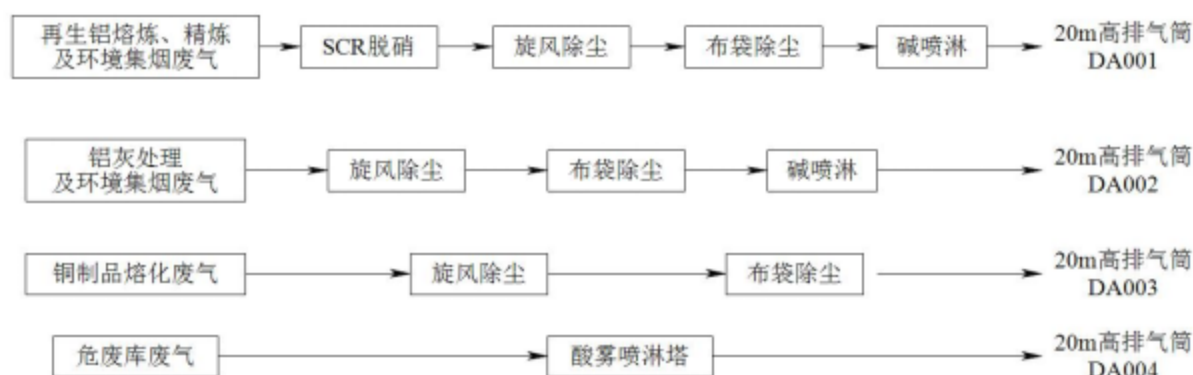 再生铝熔炼、精炼
及环境集烟废气
SCR脱硝
旋风除尘
布袋除尘
碱喷淋
20m高排气筒
DA001
铝灰处理
及环境集烟废气
旋风除尘
布袋除尘
碱喷淋
20m高排气筒
DA002
铜制品熔化废气
旋风除尘
布袋除尘
20m高排气筒
DA003
危废库废气
酸雾喷淋塔
20m高排气筒
DA004